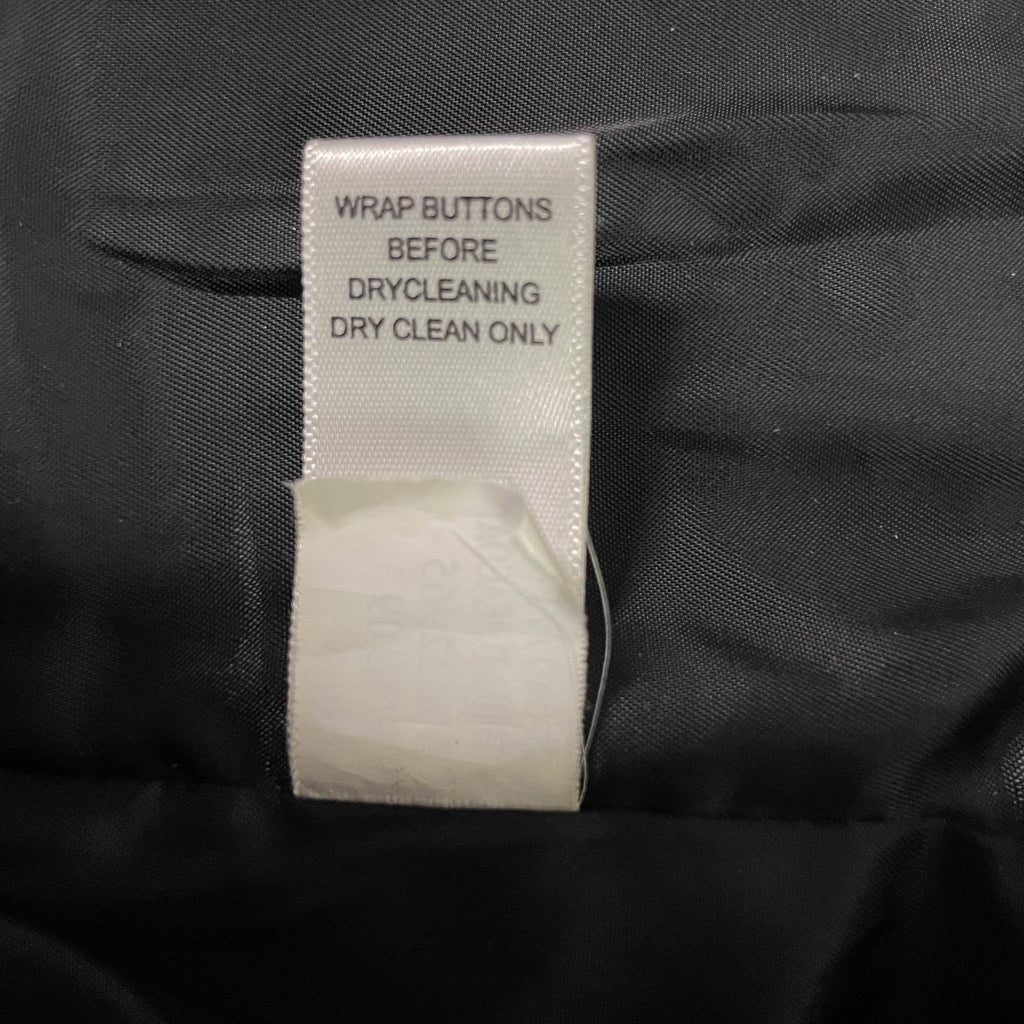 WRAP BUTTONS
BEFORE
DRYCLEANING
DRY CLEAN ONLY